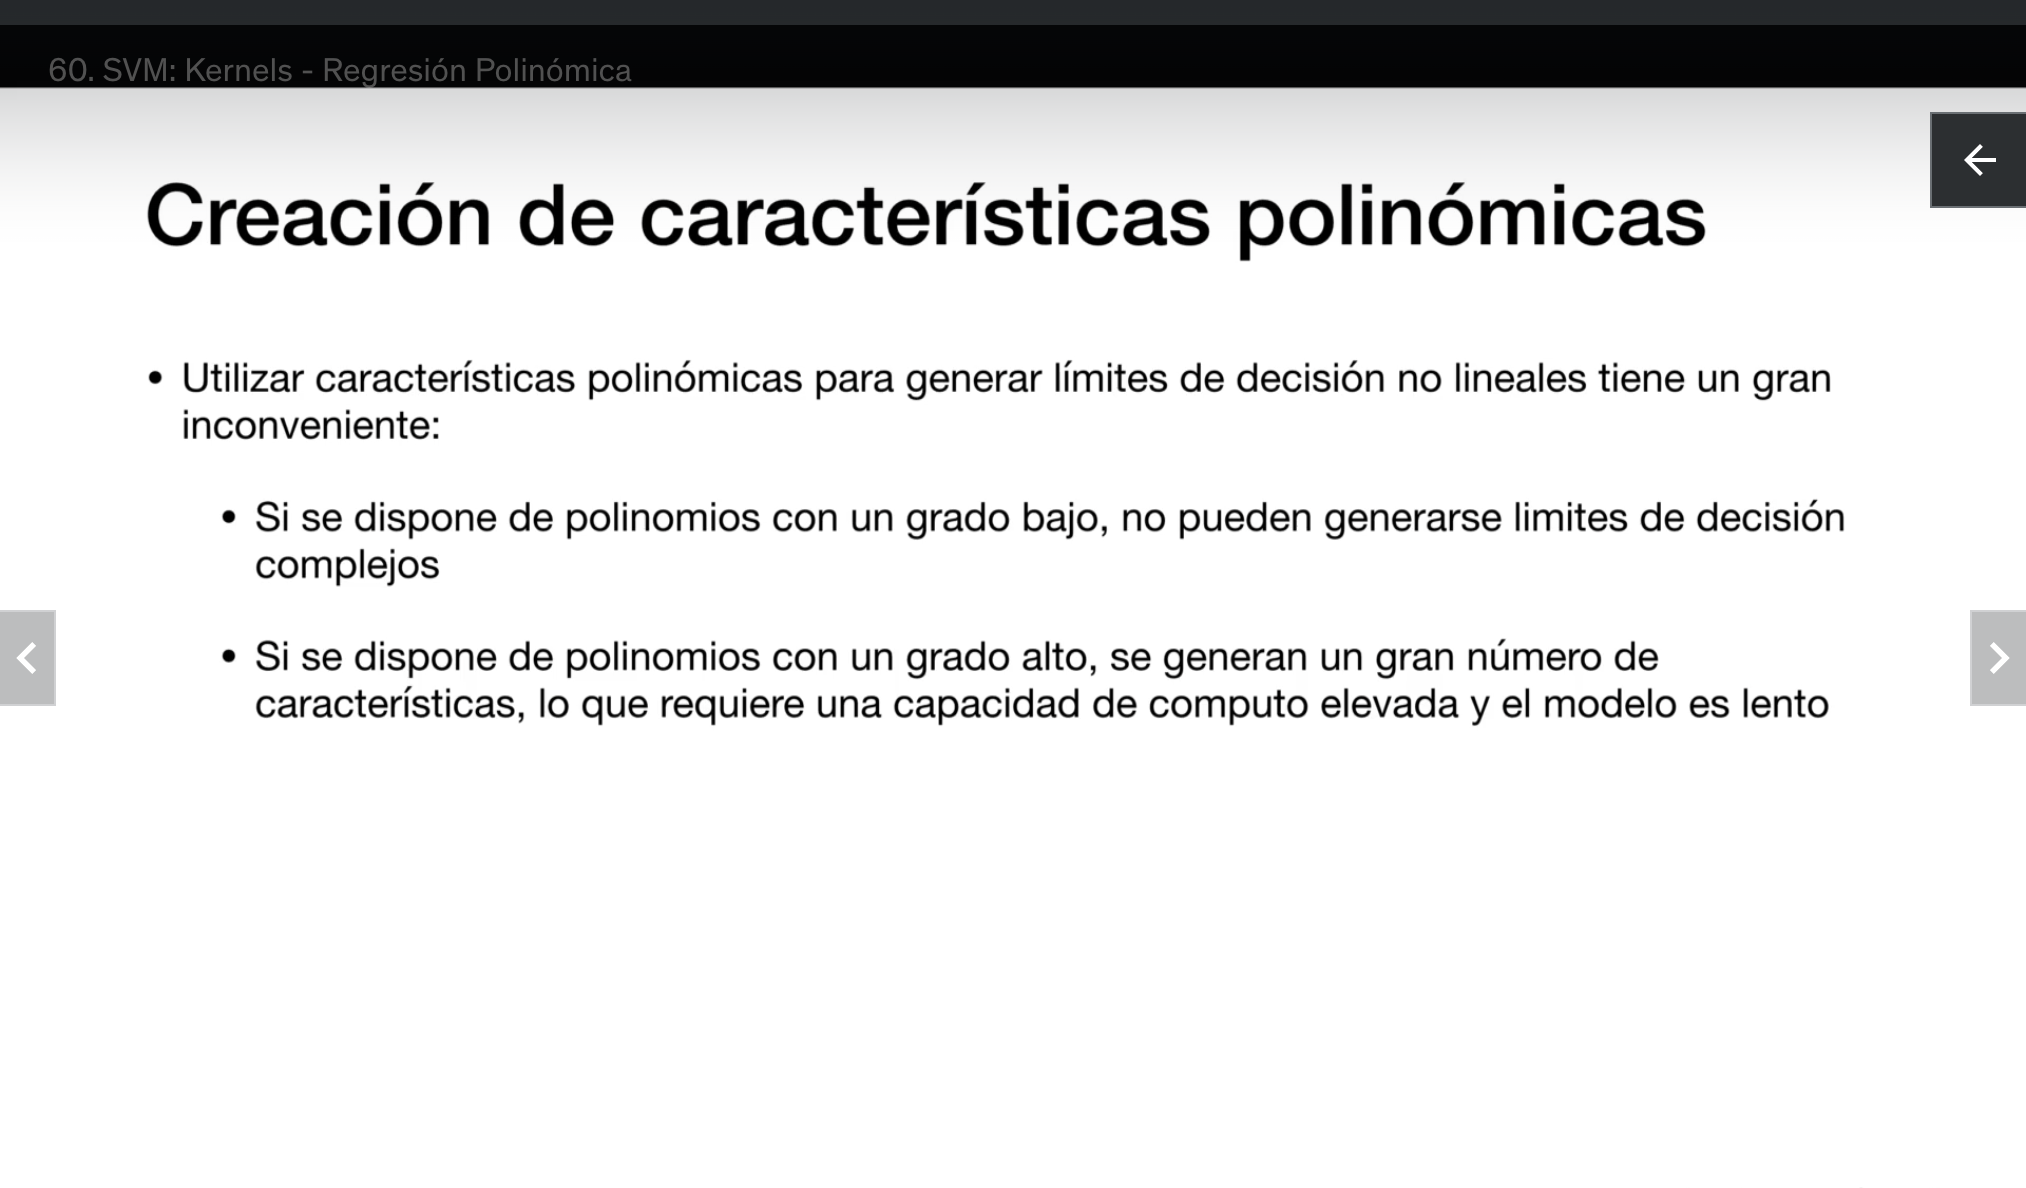 60. SVM: Kernels - Regresión Polinómica
Creación de características polinómicas
• Utilizar características polinómicas para generar límites de decisión no lineales tiene un gran
inconveniente:
• Si se dispone de polinomios con un grado bajo, no pueden generarse limites de decisión
complejos
• Si se dispone de polinomios con un grado alto, se generan un gran número de
características, lo que requiere una capacidad de computo elevada y el modelo es lento